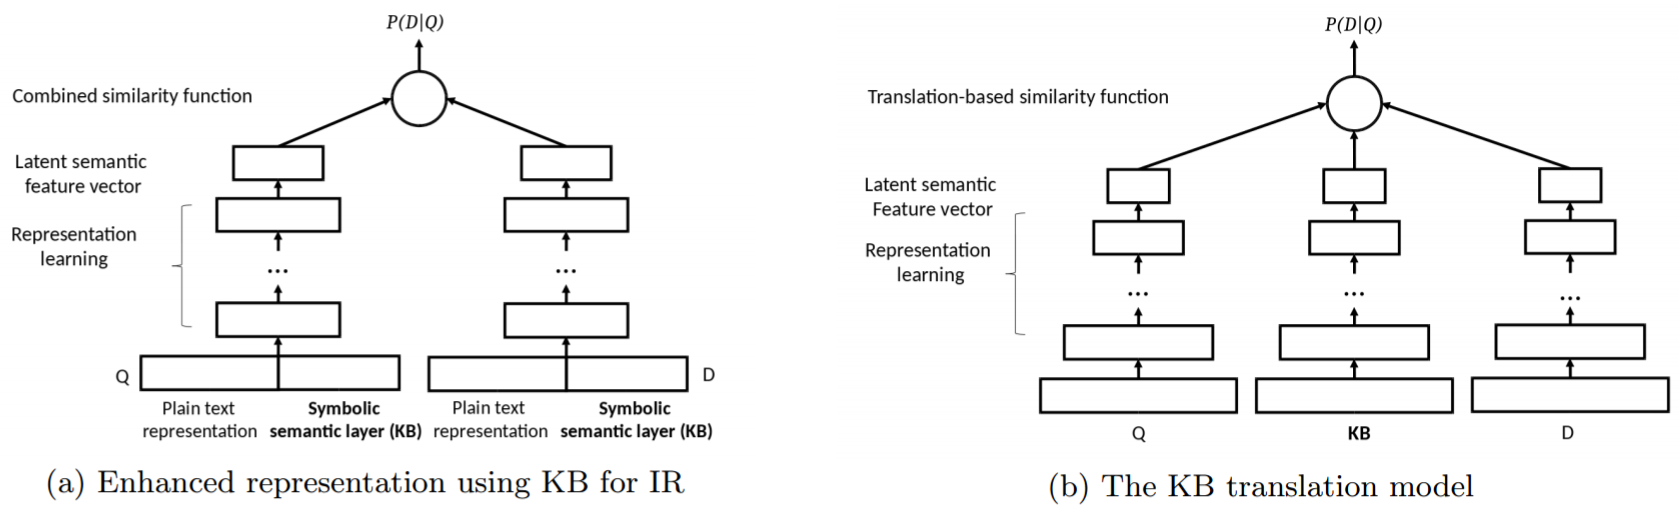 P(D|Q)
Combined similarity function
Latent semantic
feature vector
Representation
learning
...
...
Q
D
Plain text
representation
Symbolic
semantic layer (KB)
Plain text
representation
Symbolic
semantic layer (KB)
(a) Enhanced representation using KB for IR
P(D|Q)
Translation-based similarity function
Latent semantic
Feature vector
Representation
learning
...
...
...
Q
KB
D
(b) The KB translation model